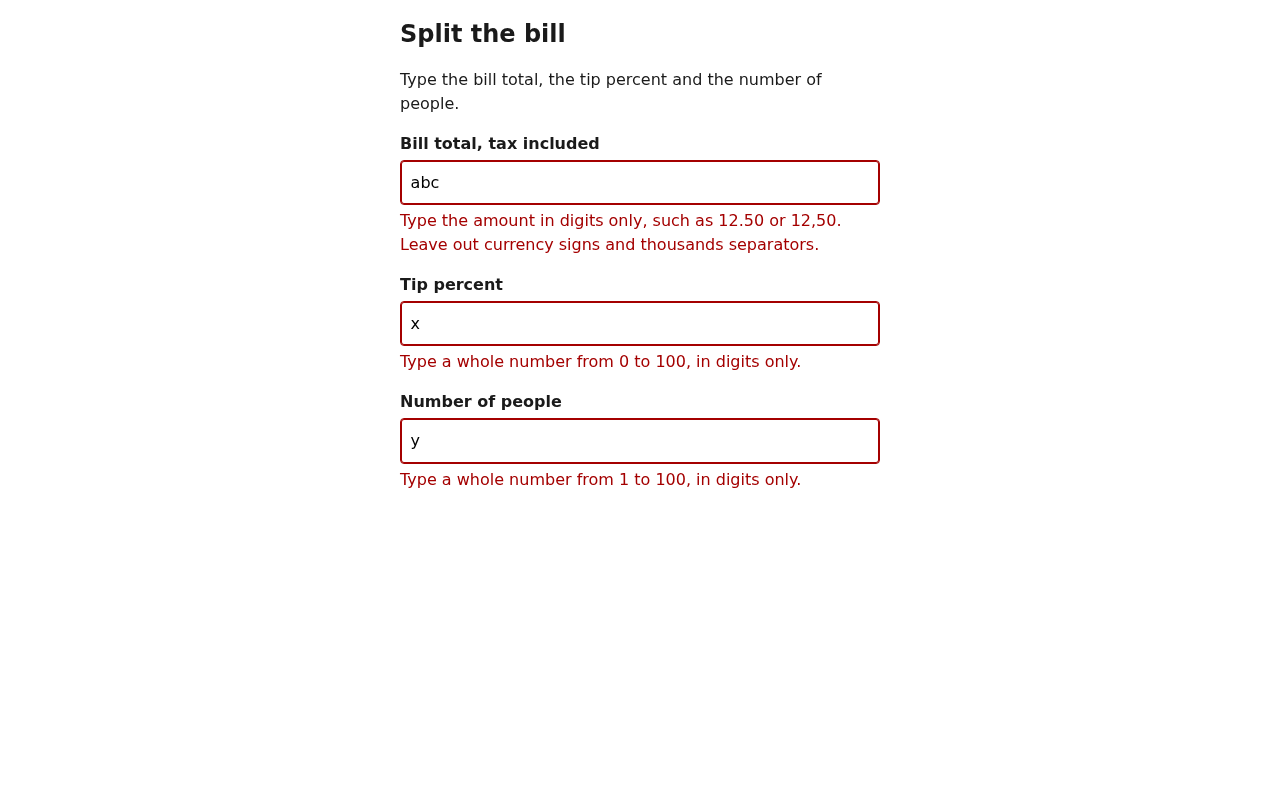 Split the bill
Type the bill total, the tip percent and the number of
people.
Bill total, tax included
abc
Type the amount in digits only, such as 12.50 or 12,50.
Leave out currency signs and thousands separators.
Tip percent
x
Type a whole number from 0 to 100, in digits only.
Number of people
y
Type a whole number from 1 to 100, in digits only.